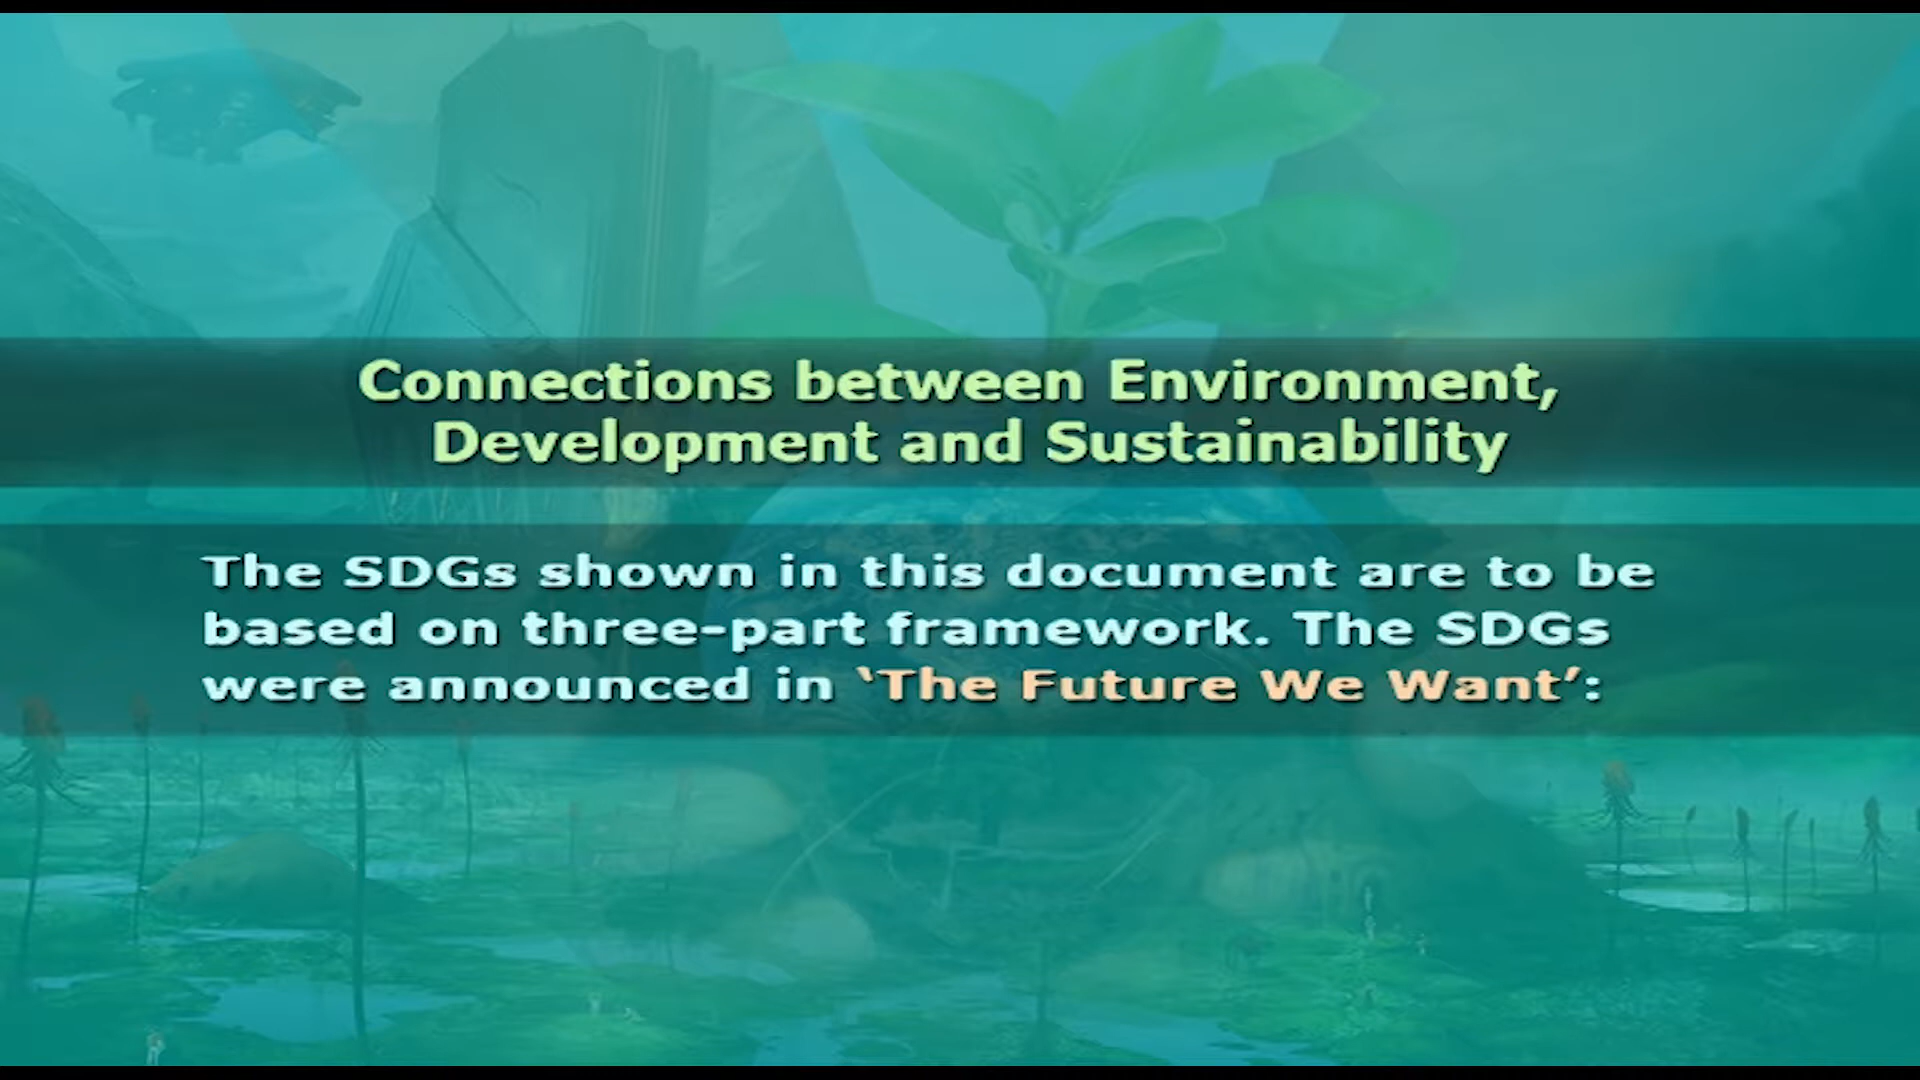 Connections between Environment,
Development and Sustainability
The SDGs shown in this document are to be
based on three-part framework. The SDGs
were announced in ‘The Future We Want’: